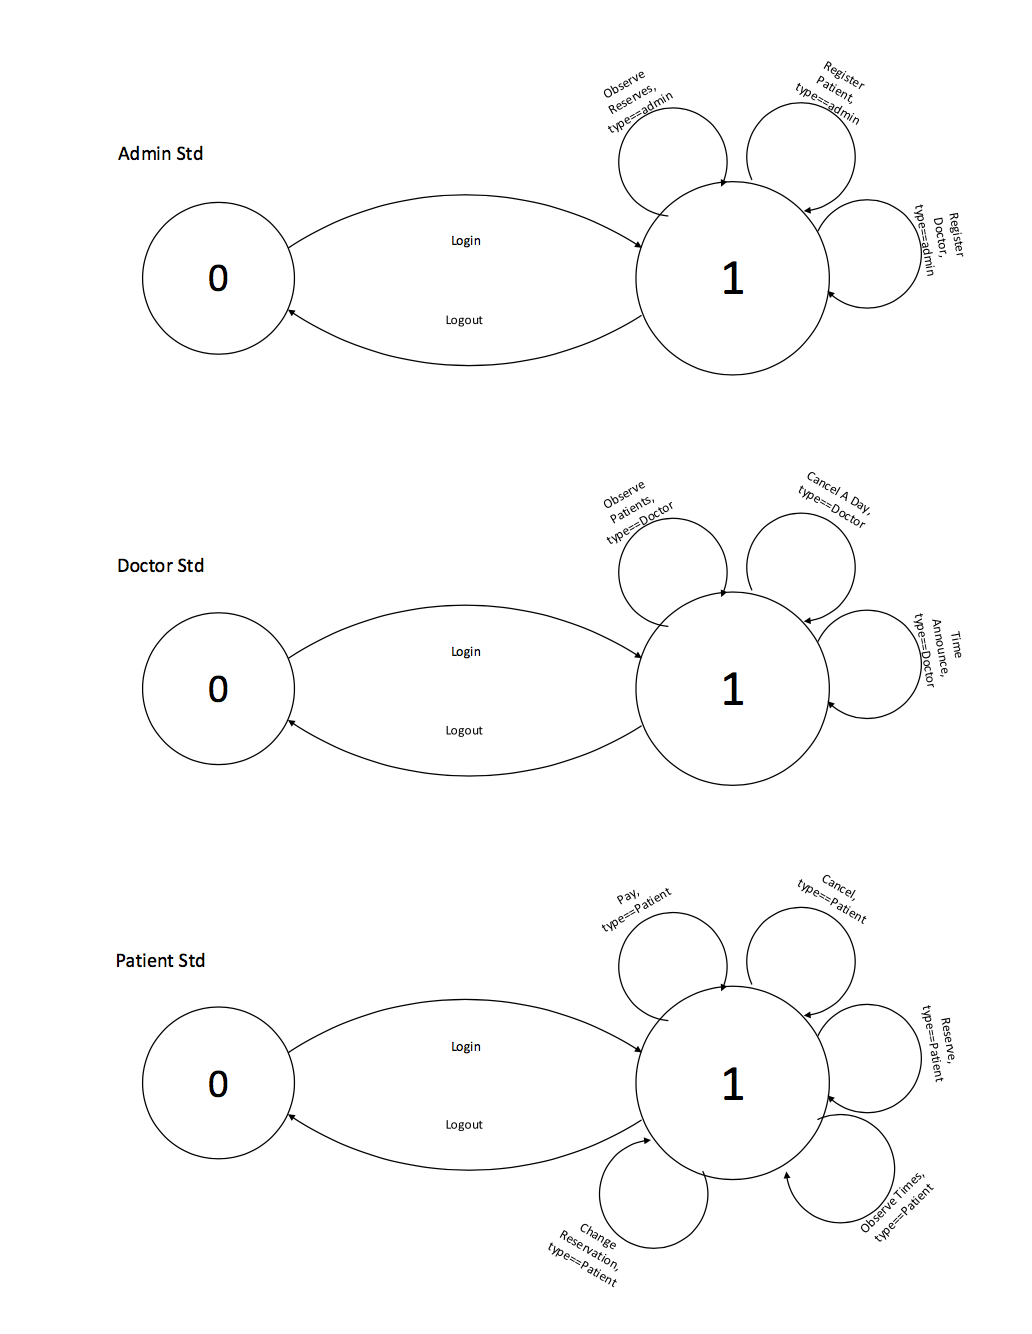 Admin Std
Observe
Reserves,
type==admin
Register
Patient,
type==admin
Register
Doctor,
type==admin
0
Login
Logout
1
Doctor Std
Observe
Patients,
type==Doctor
Cancel A Day,
type==Doctor
Time
Announce,
type==Doctor
0
Login
Logout
1
Patient Std
Pay,
type==Patient
Cancel,
type==Patient
Reserve,
type==Patient
0
Login
Logout
1
Observe Times,
type==Patient
Change
Reservation,
type==Patient